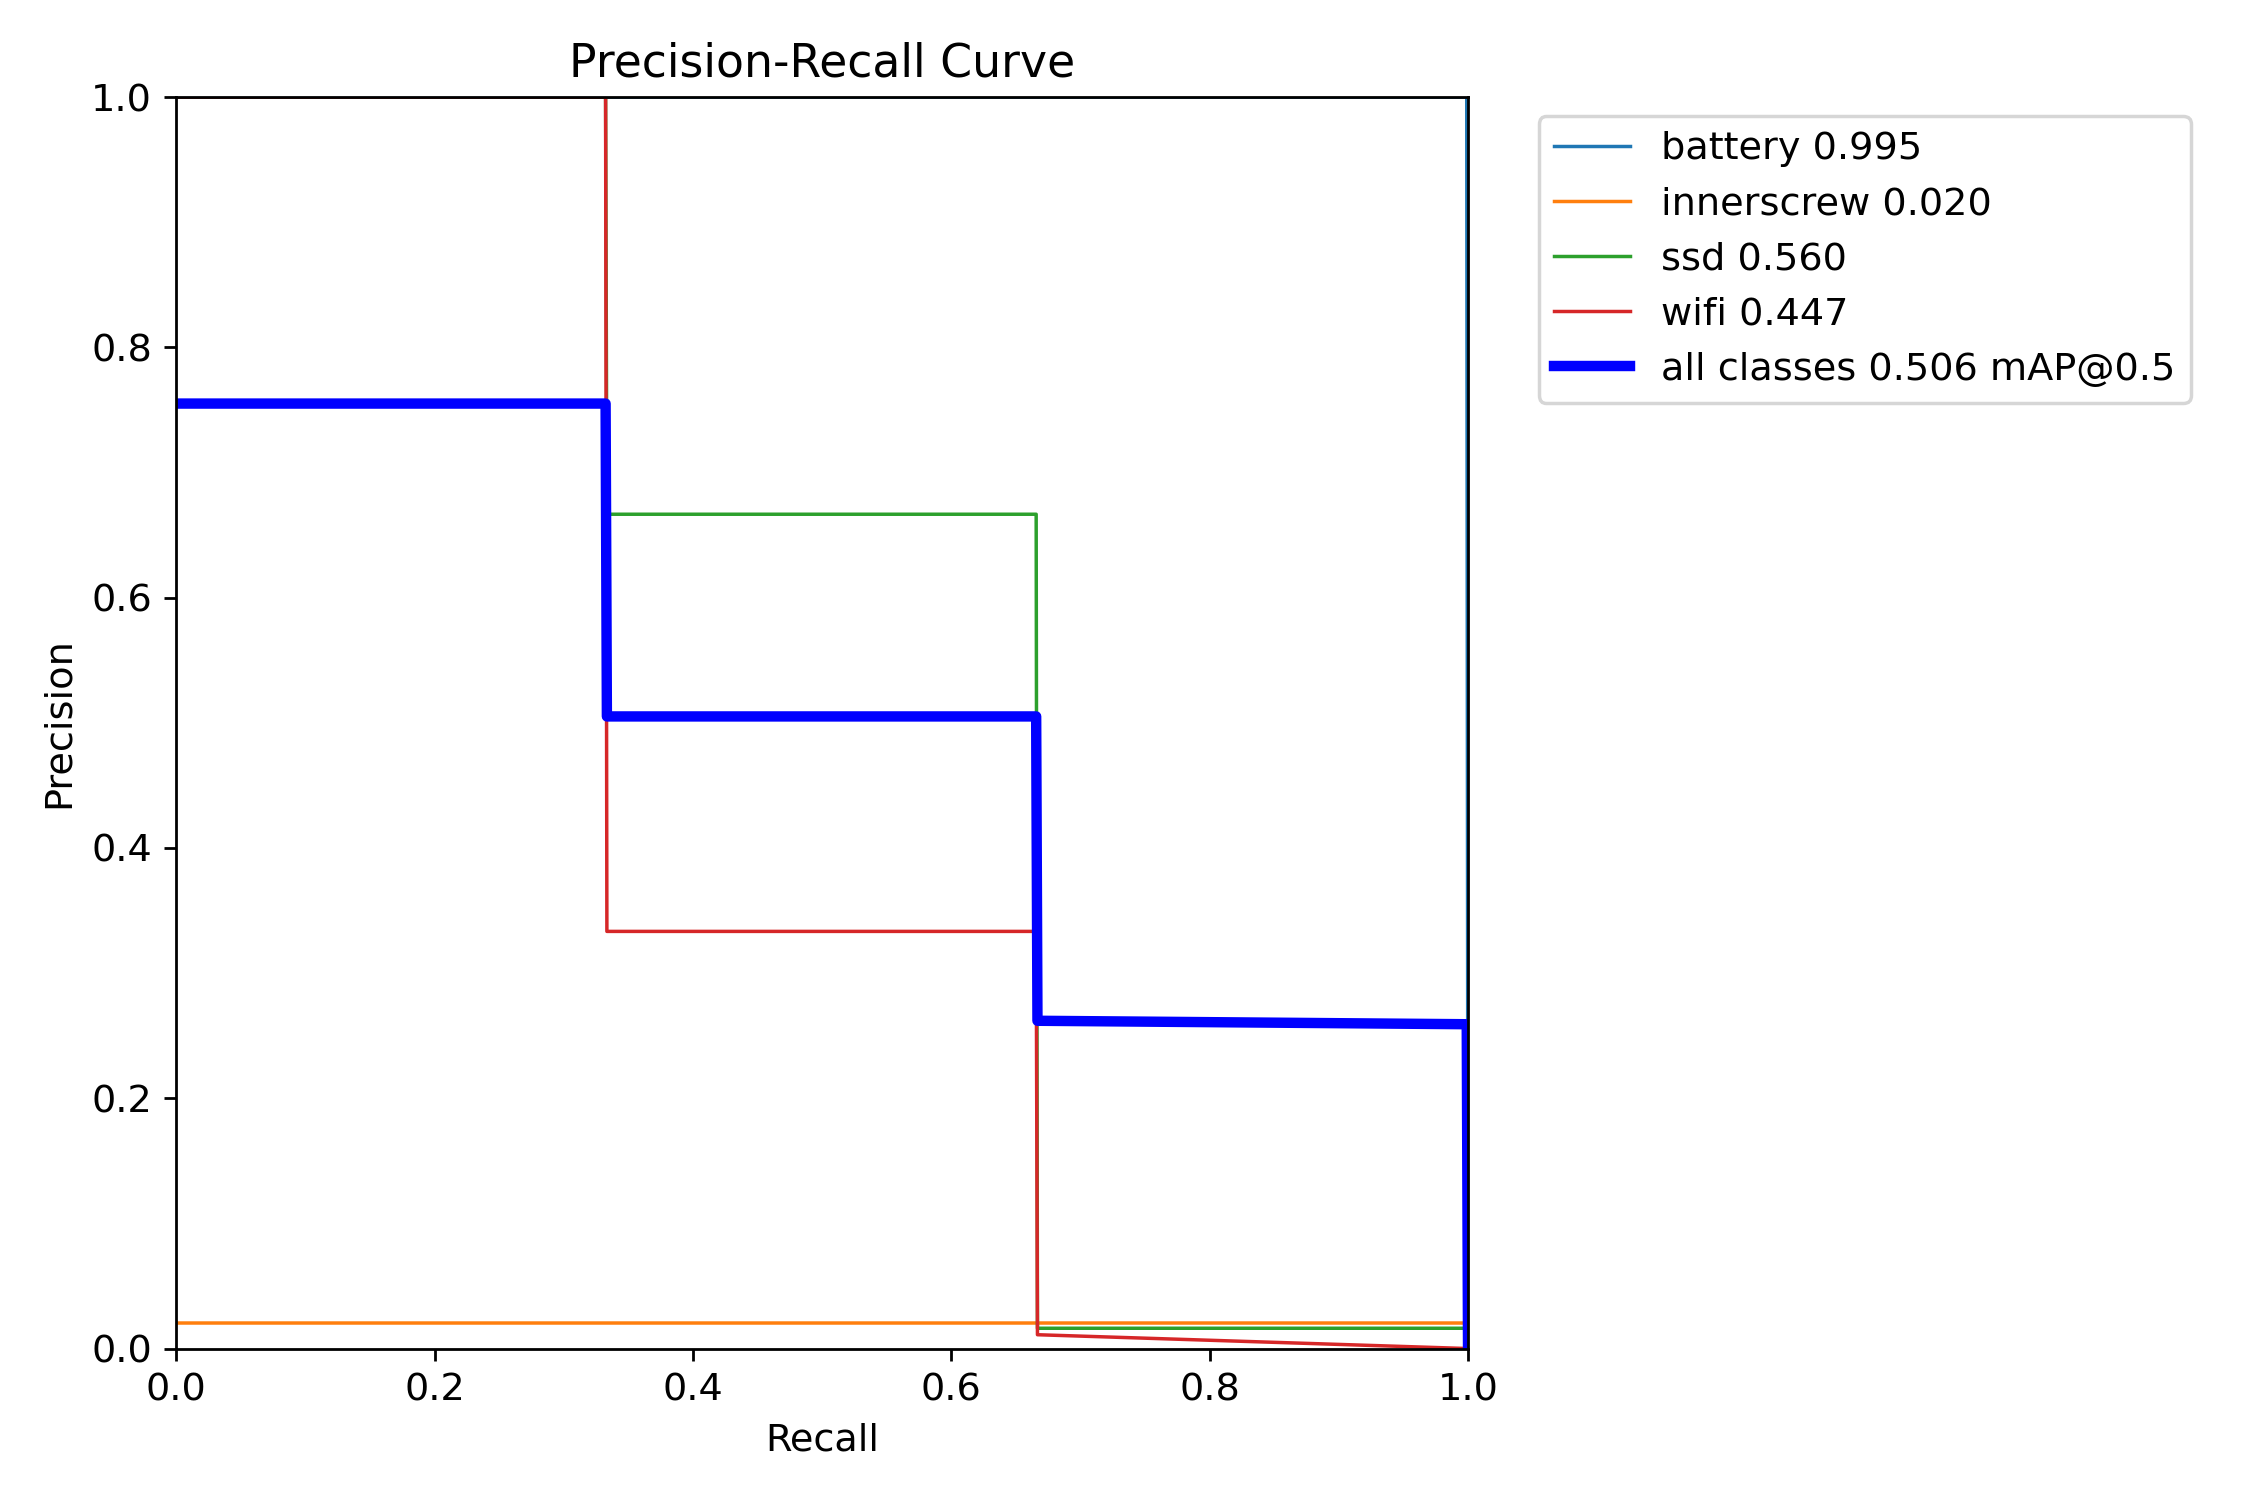 Precision-Recall Curve
1.0
0.8
0.6
0.4
0.2
0.0
Precision
0.0 0.2 0.4 0.6 0.8 1.0
Recall
battery 0.995
innerscrew 0.020
ssd 0.560
wifi 0.447
all classes 0.506 mAP@0.5